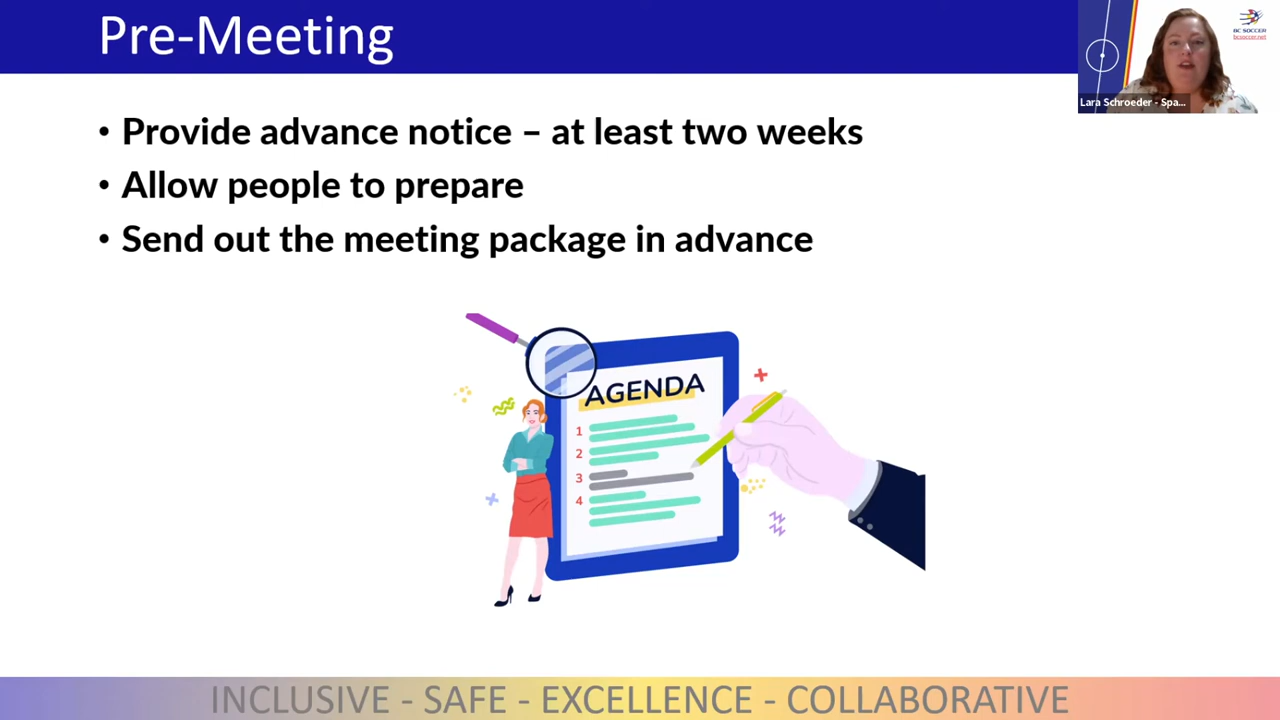 Pre-Meeting
BC SOCCER
bcsoccer.net
Lara Schroeder - Spa...
• Provide advance notice – at least two weeks
• Allow people to prepare
• Send out the meeting package in advance
AGENDA
1
2
3
4
INCLUSIVE - SAFE - EXCELLENCE - COLLABORATIVE